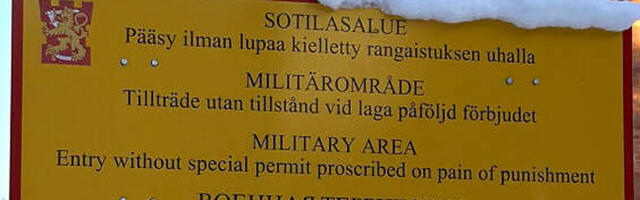 SOTILASALUE
Pääsy ilman lupaa kielletty rangaistuksen uhalla
MILITÄROMRÅDE
Tillträde utan tillstånd vid laga påföljd förbjudet
MILITARY AREA
Entry without special permit proscribed on pain of punishment